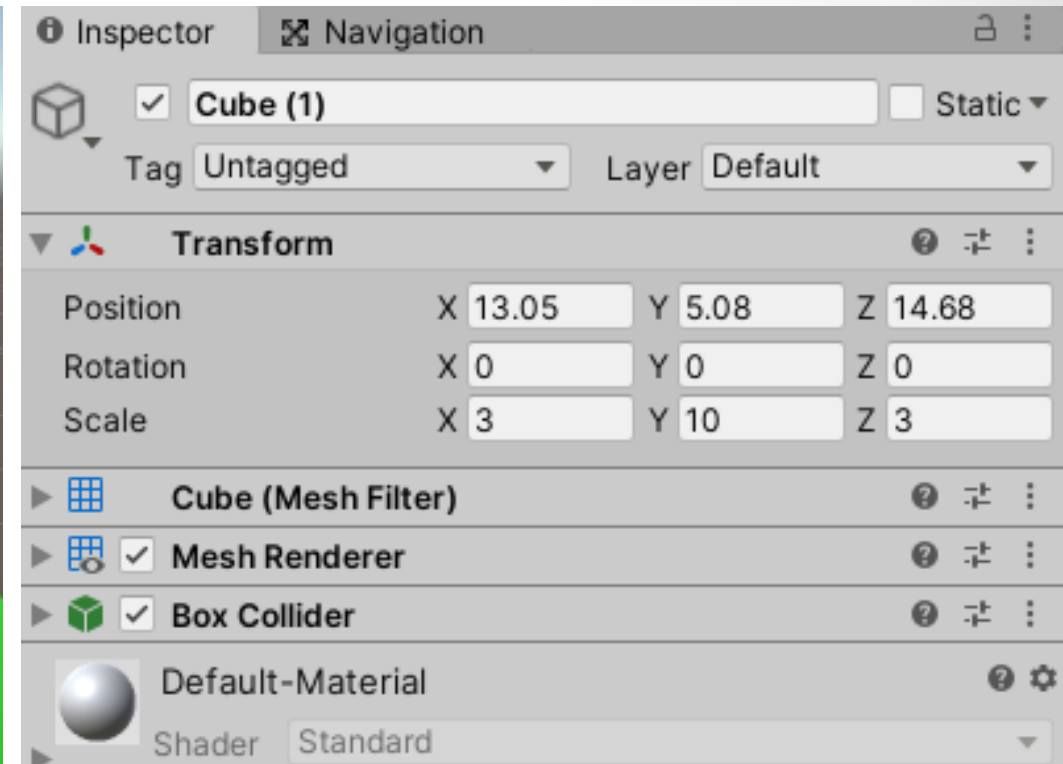 Inspector Navigation
Cube (1) Static
Tag Untagged Layer Default
Transform
Position X 13.05 Y 5.08 Z 14.68
Rotation X 0 Y 0 Z 0
Scale X 3 Y 10 Z 3
Cube (Mesh Filter)
Mesh Renderer
Box Collider
Default-Material
Shader Standard